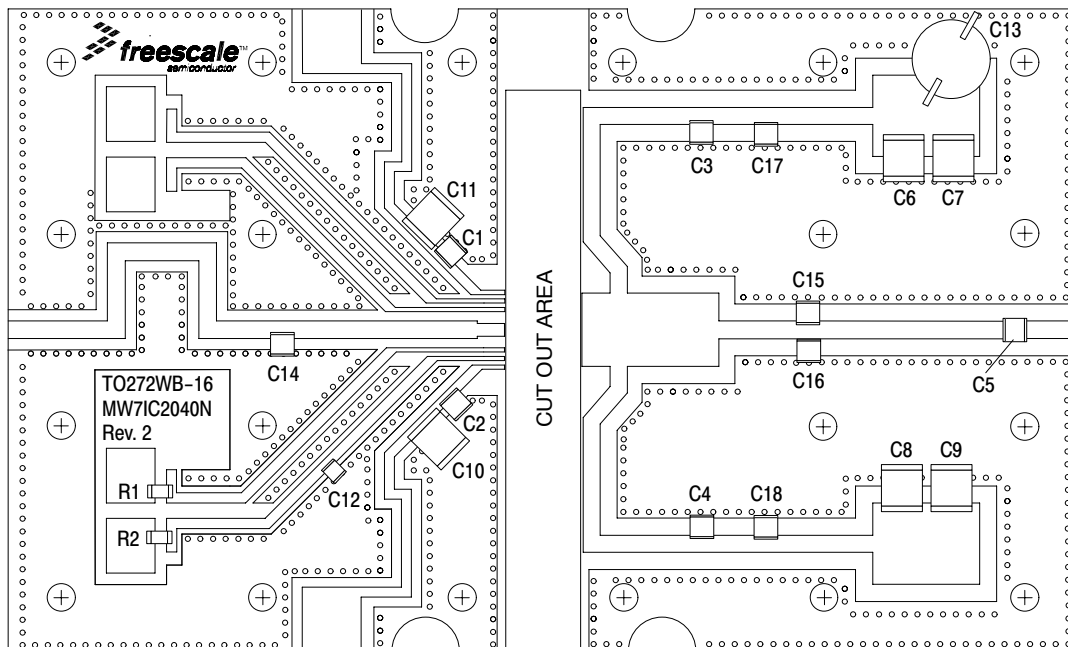 freescale™
semiconductor
C13
C3
C17
C6
C7
C11
C1
CUT OUT AREA
C15
C14
C16
C5
TO272WB-16
MW7IC2040N
Rev. 2
C2
C10
C8
C9
R1
C12
C4
C18
R2